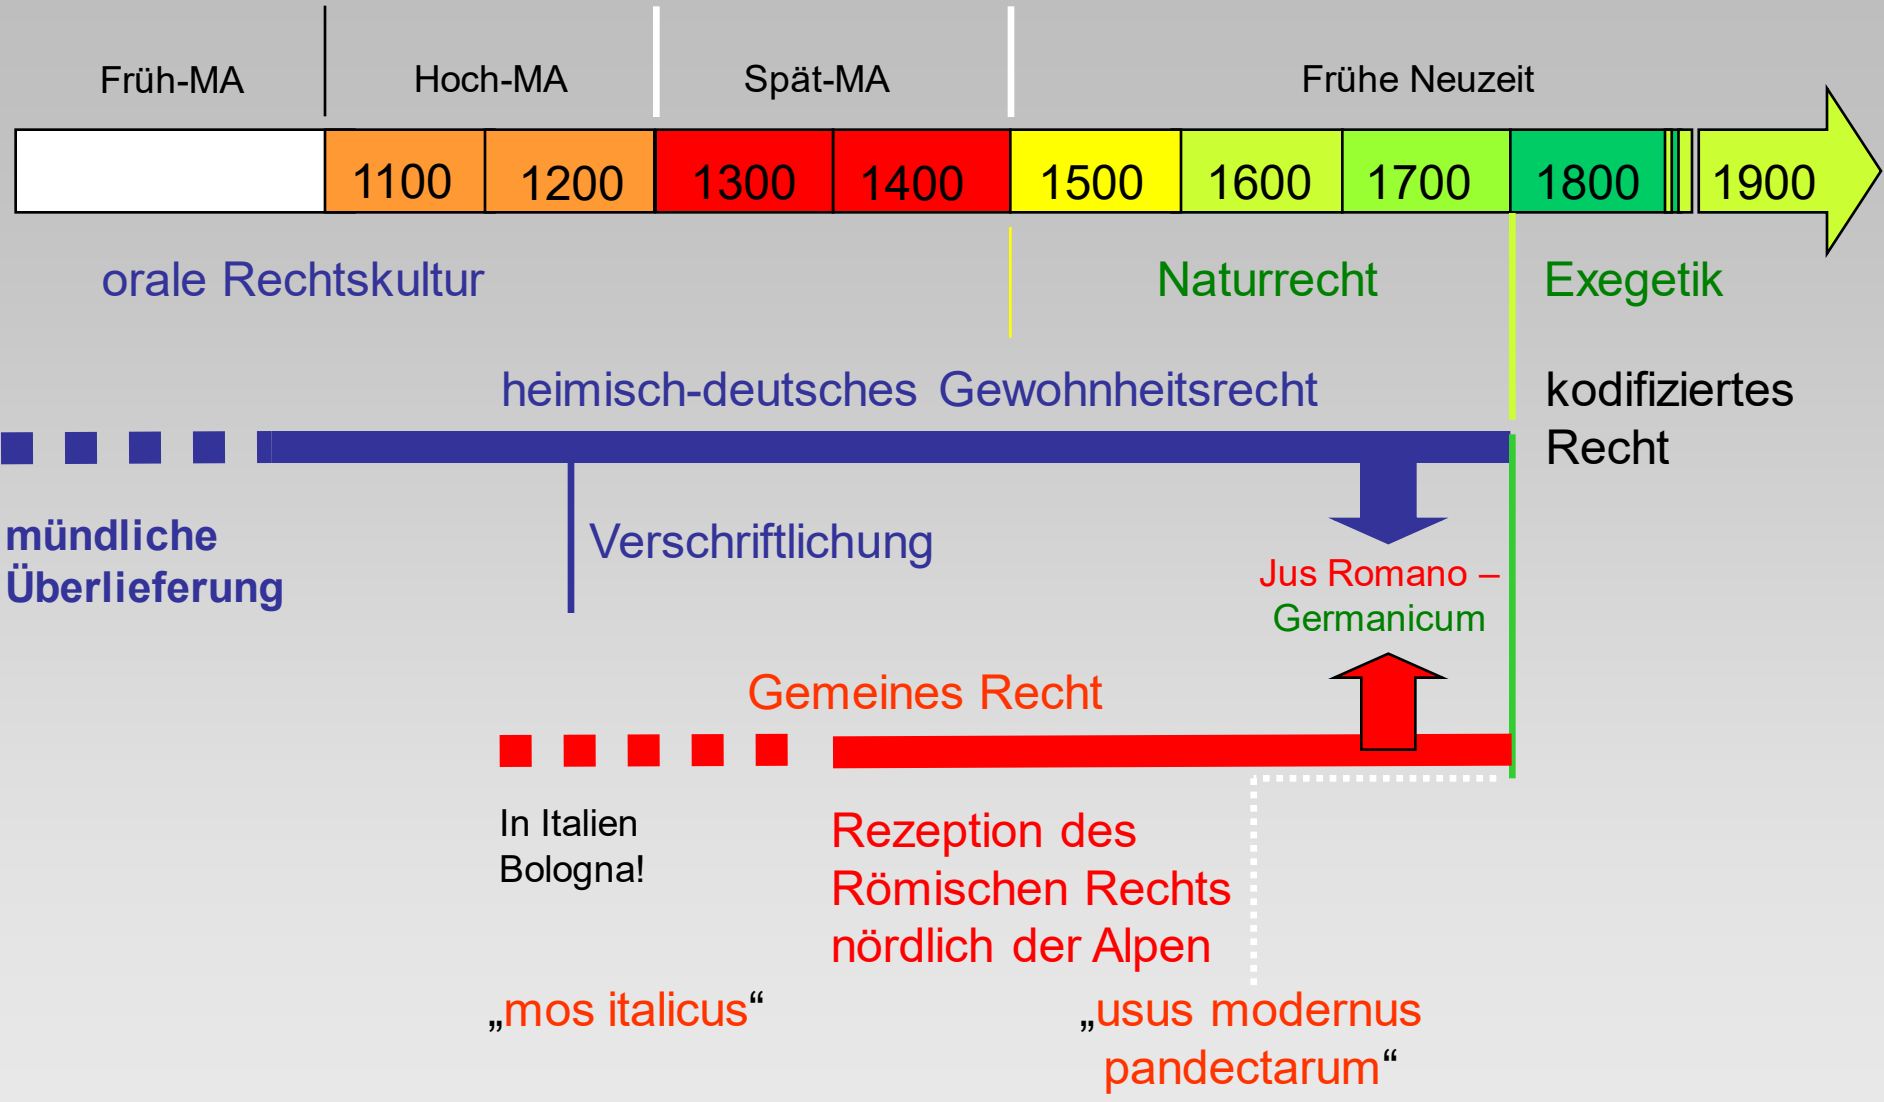 Früh-MA Hoch-MA Spät-MA Frühe Neuzeit
1100 1200 1300 1400 1500 1600 1700 1800 1900
orale Rechtskultur Naturrecht Exegetik
heimisch-deutsches Gewohnheitsrecht
kodifiziertes
Recht
mündliche
Überlieferung
Verschriftlichung
Jus Romano –
Germanicum
Gemeines Recht
In Italien
Bologna!
Rezeption des
Römischen Rechts
nördlich der Alpen
„mos italicus“
„usus modernus
pandectarum“